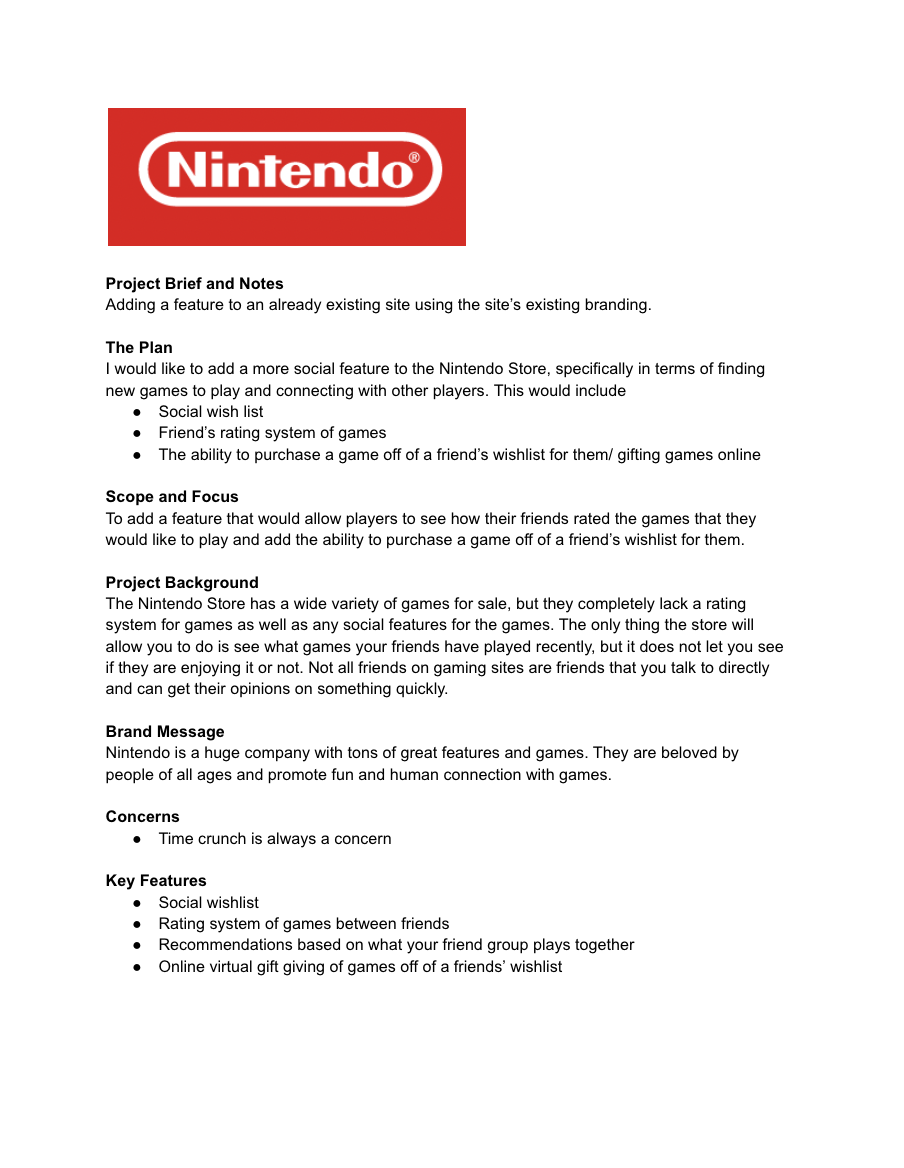 Nintendo®
Project Brief and Notes
Adding a feature to an already existing site using the site’s existing branding.
The Plan
I would like to add a more social feature to the Nintendo Store, specifically in terms of finding
new games to play and connecting with other players. This would include
● Social wish list
● Friend’s rating system of games
● The ability to purchase a game off of a friend’s wishlist for them/ gifting games online
Scope and Focus
To add a feature that would allow players to see how their friends rated the games that they
would like to play and add the ability to purchase a game off of a friend’s wishlist for them.
Project Background
The Nintendo Store has a wide variety of games for sale, but they completely lack a rating
system for games as well as any social features for the games. The only thing the store will
allow you to do is see what games your friends have played recently, but it does not let you see
if they are enjoying it or not. Not all friends on gaming sites are friends that you talk to directly
and can get their opinions on something quickly.
Brand Message
Nintendo is a huge company with tons of great features and games. They are beloved by
people of all ages and promote fun and human connection with games.
Concerns
● Time crunch is always a concern
Key Features
● Social wishlist
● Rating system of games between friends
● Recommendations based on what your friend group plays together
● Online virtual gift giving of games off of a friends’ wishlist